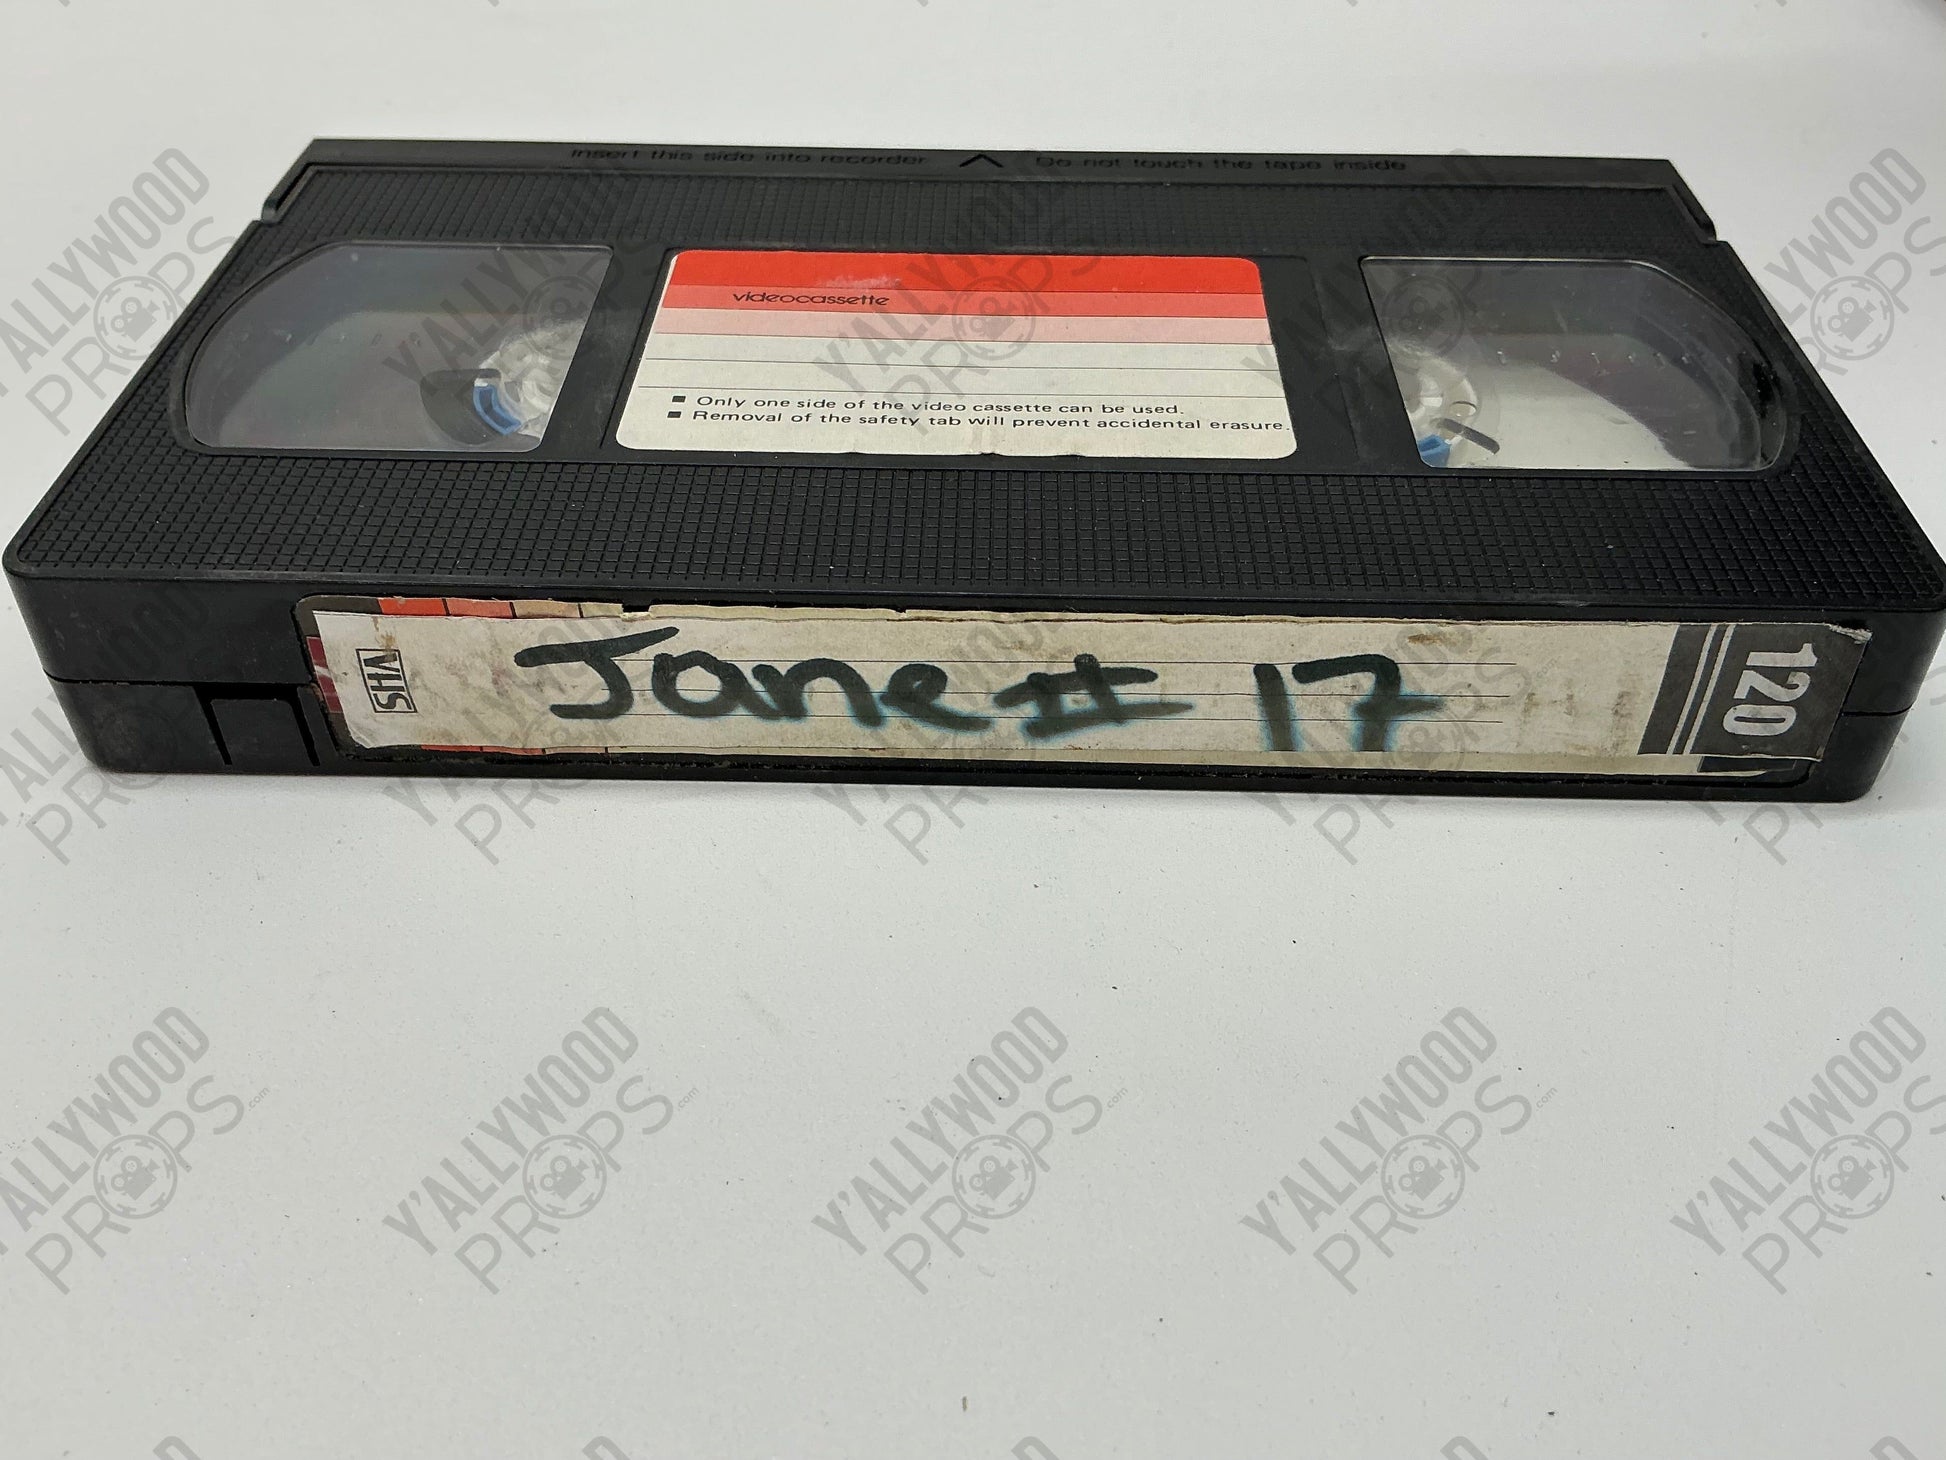 Insert this side into recorder Do not touch the tape inside
videocassette
Only one side of the video cassette can be used.
Removal of the safety tab will prevent accidental erasure.
VHS Jane # 17 120
Y'ALLYWOOD
PROPS.com